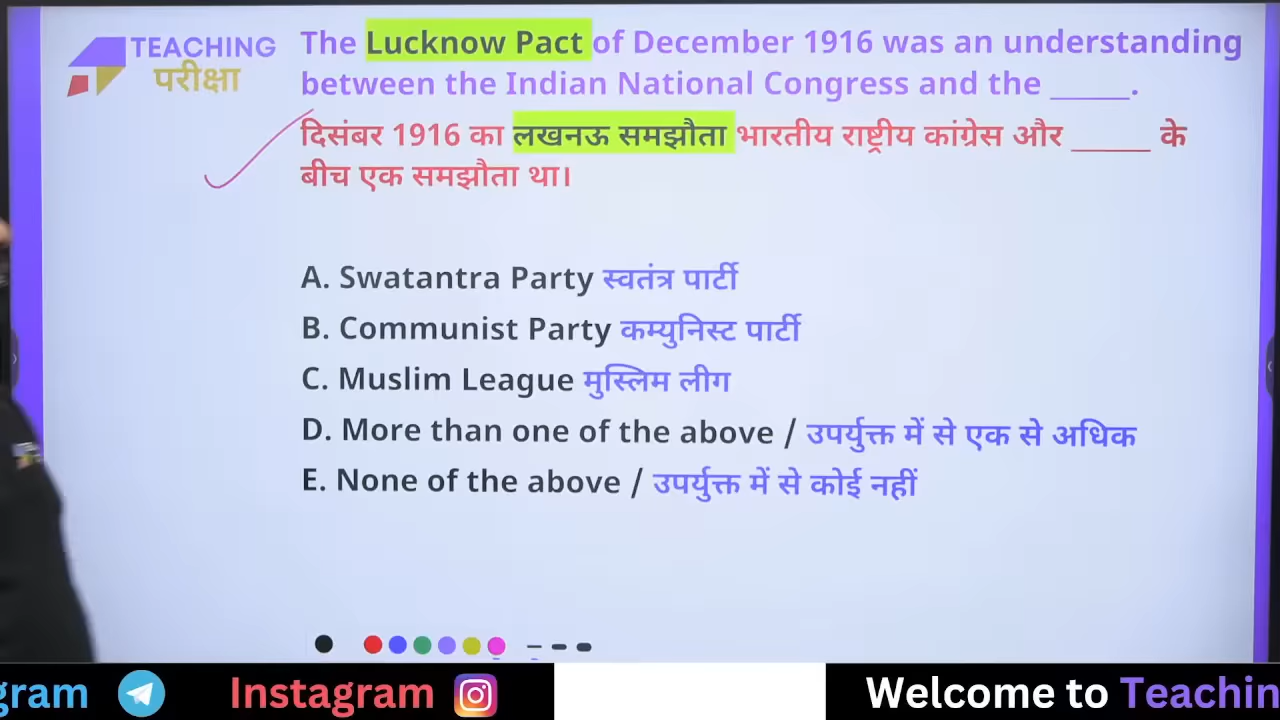 TEACHING
परीक्षा
The Lucknow Pact of December 1916 was an understanding
between the Indian National Congress and the ______.
दिसंबर 1916 का लखनऊ समझौता भारतीय राष्ट्रीय कांग्रेस और ______ के
बीच एक समझौता था।
A. Swatantra Party स्वतंत्र पार्टी
B. Communist Party कम्युनिस्ट पार्टी
C. Muslim League मुस्लिम लीग
D. More than one of the above / उपर्युक्त में से एक से अधिक
E. None of the above / उपर्युक्त में से कोई नहीं
gram Instagram Welcome to Teachin